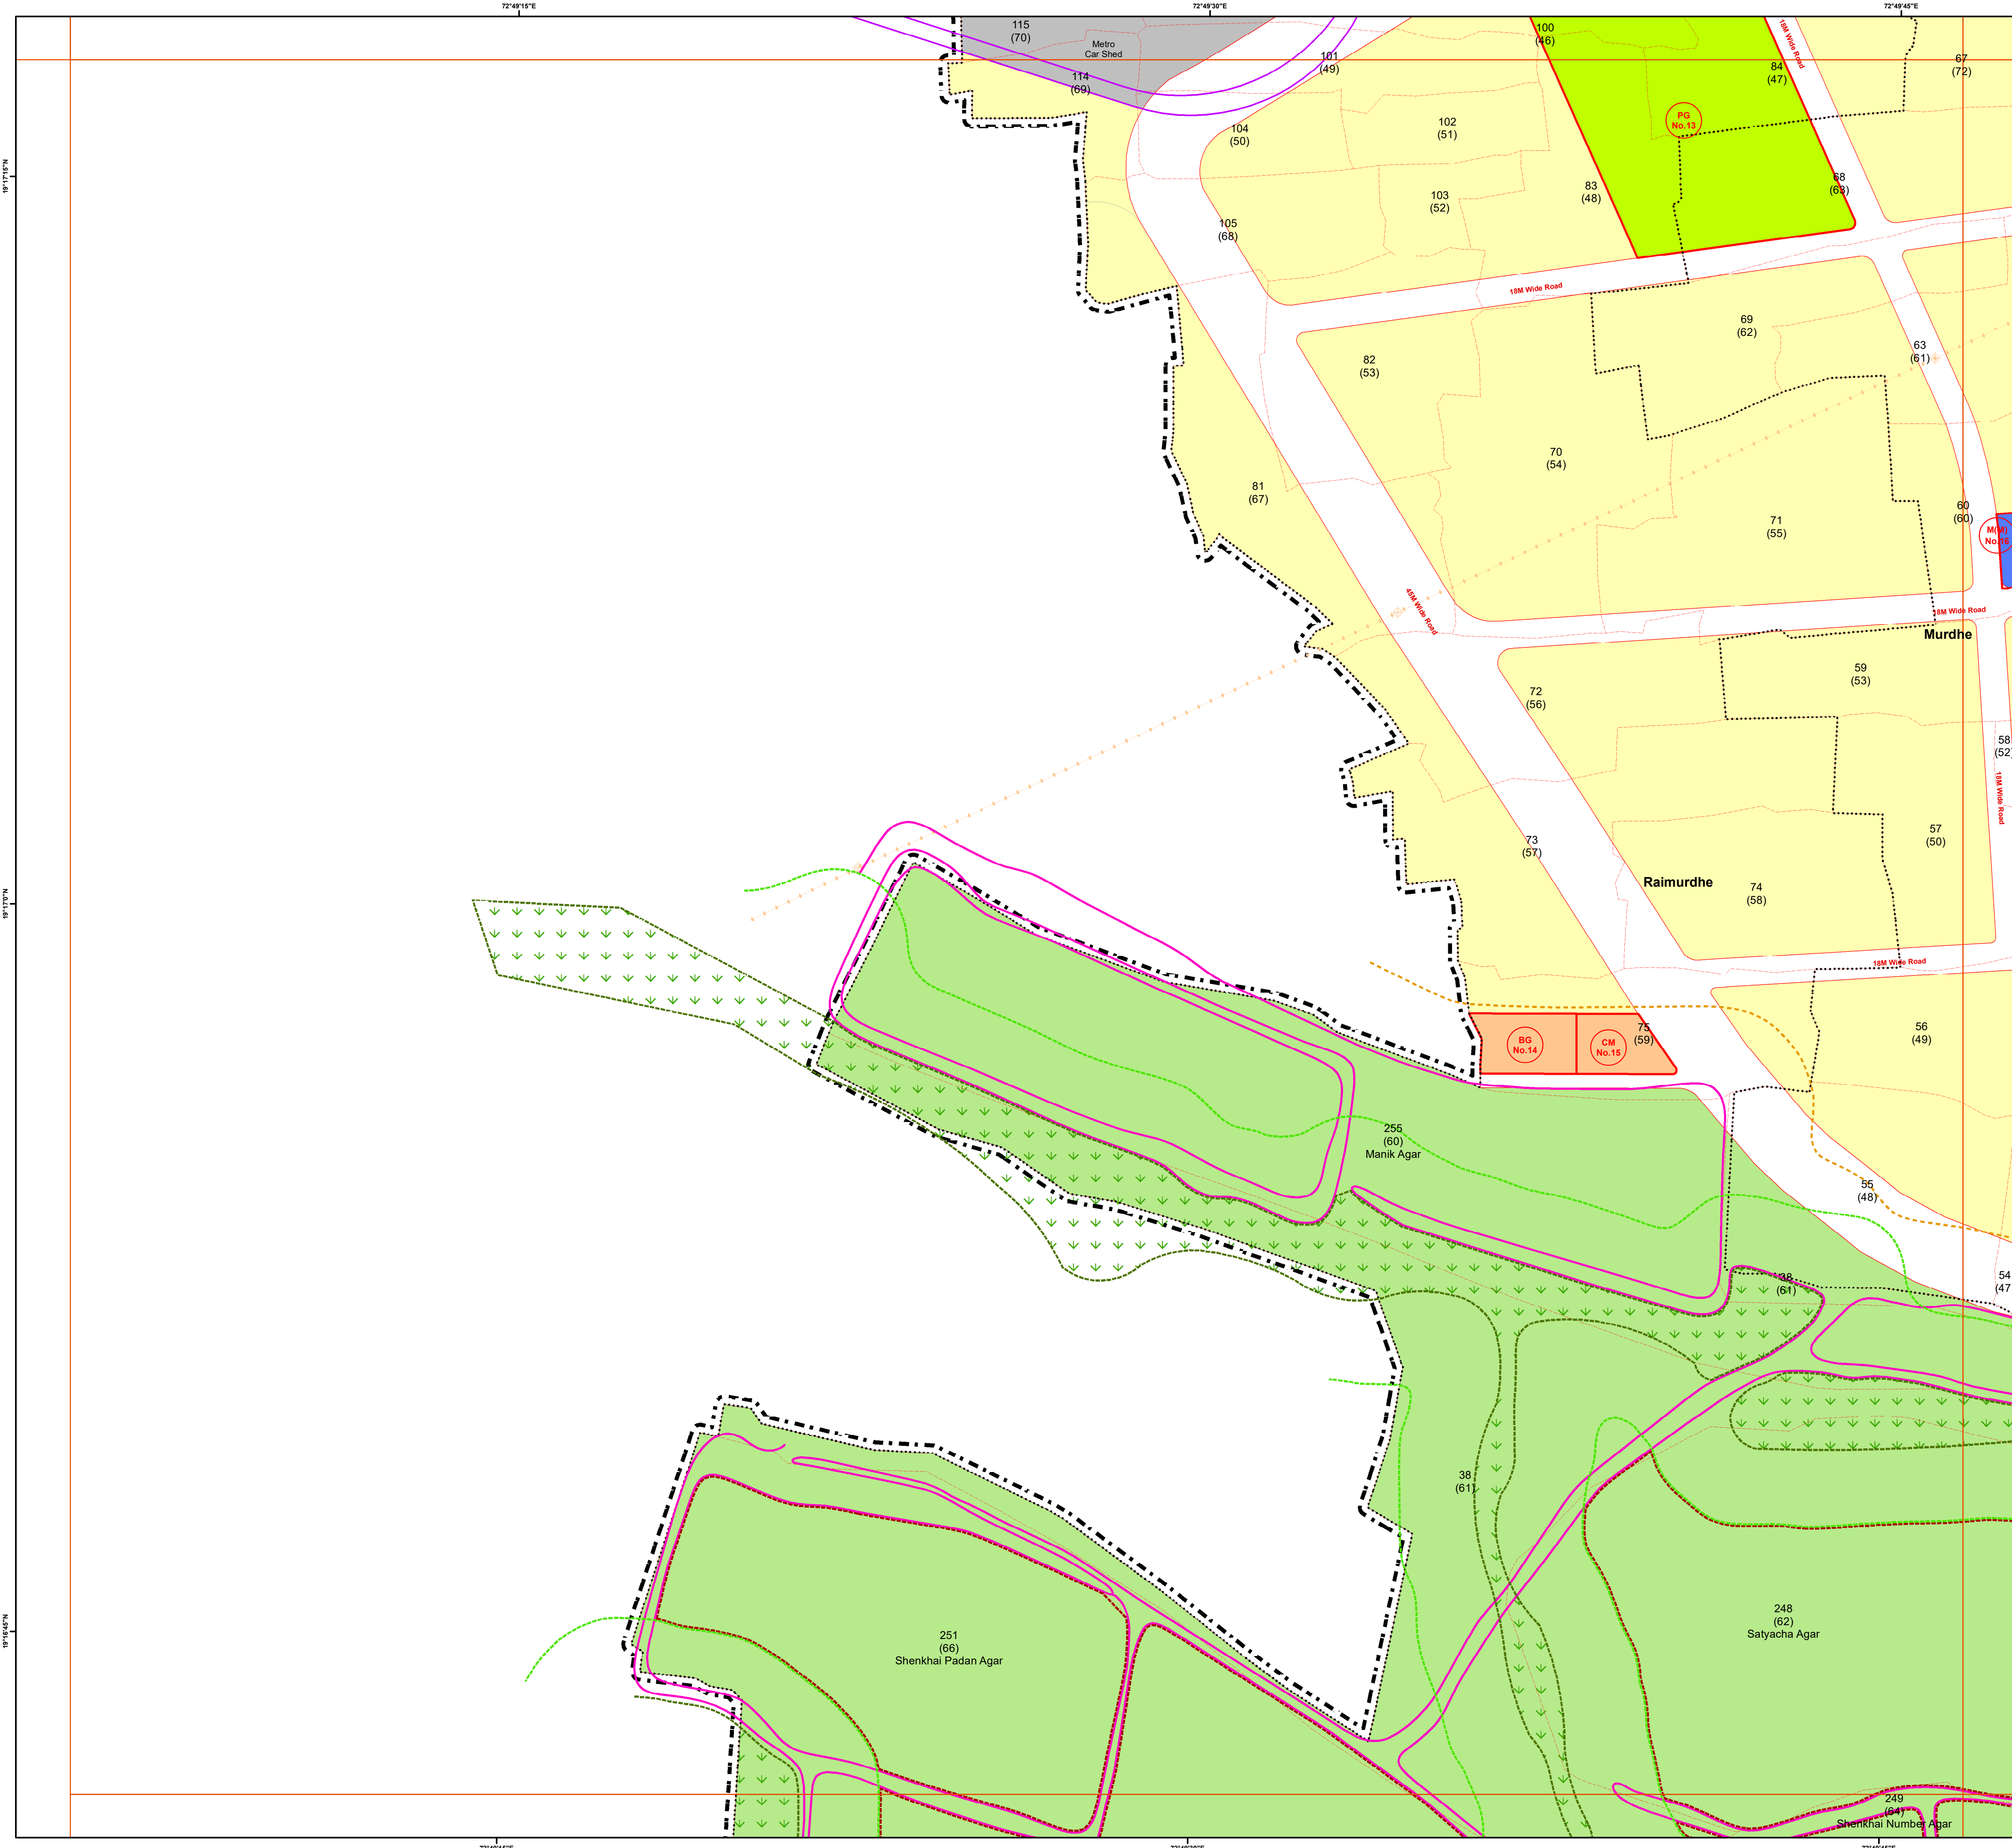 72°49'15"E
72°49'30"E
72°49'45"E
115
(70)
Metro
Car Shed
114
(69)
101
(49)
100
(46)
18M Wide Road
84
(47)
67
(72)
PG
No.13
104
(50)
102
(51)
19°17'15"N
83
(48)
68
(63)
103
(52)
105
(68)
18M Wide Road
69
(62)
63
(61)
82
(53)
70
(54)
81
(67)
71
(55)
60
(60)
M(M)
No.16
45M Wide Road
18M Wide Road
Murdhe
59
(53)
72
(56)
58
(52)
18M Wide Road
73
(57)
57
(50)
Raimurdhe
74
(58)
19°17'0"N
18M Wide Road
75
(59)
56
(49)
BG
No.14
CM
No.15
255
(60)
Manik Agar
55
(48)
38
(61)
54
(47
38
(61)
248
(62)
Satyacha Agar
19°16'45"N
251
(66)
Shenkhai Padan Agar
249
(64)
Shenkhai Number Agar